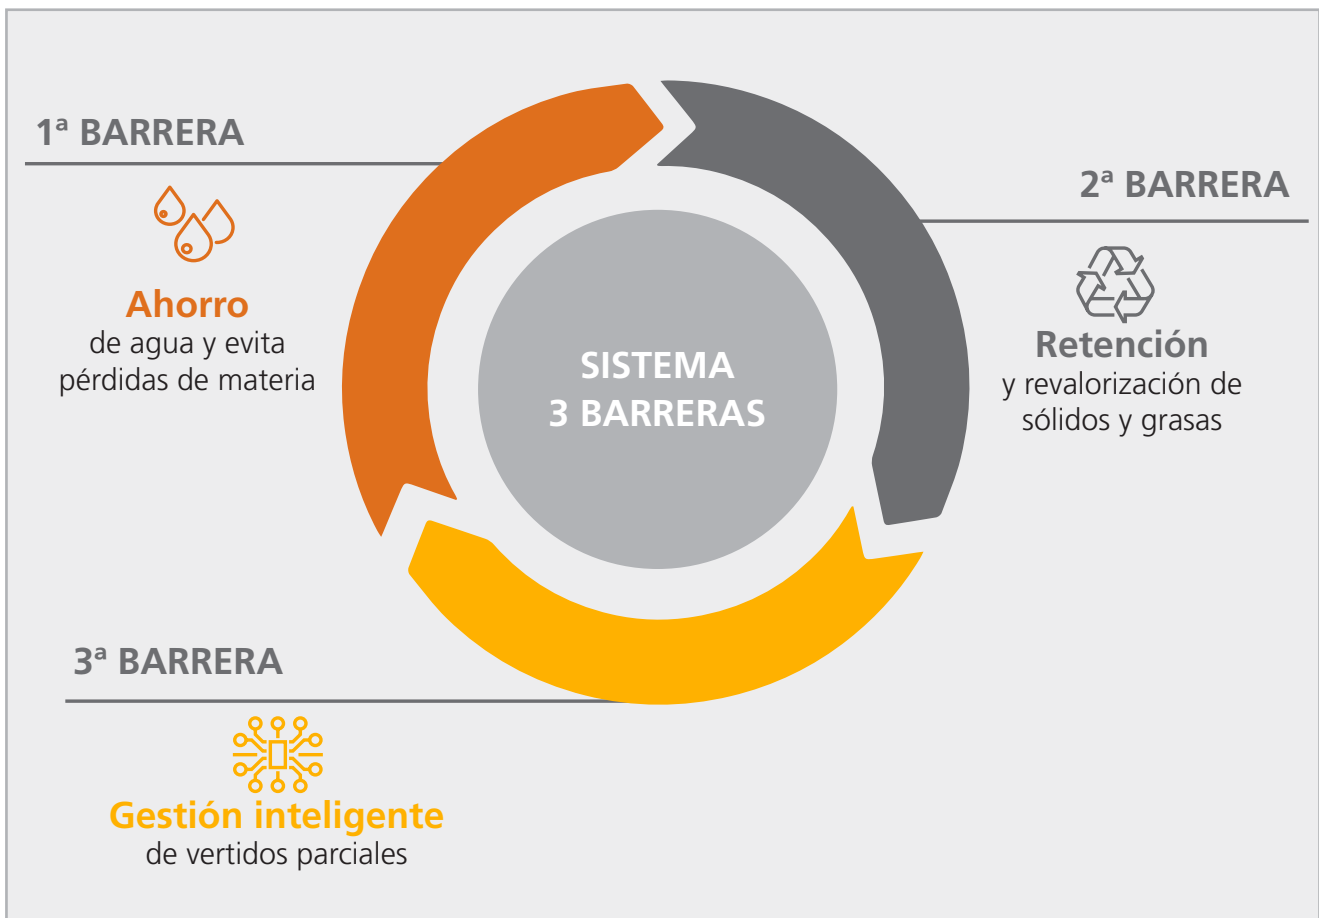 1ª BARRERA
Ahorro
de agua y evita
pérdidas de materia
2ª BARRERA
Retención
y revalorización de
sólidos y grasas
SISTEMA
3 BARRERAS
3ª BARRERA
Gestión inteligente
de vertidos parciales